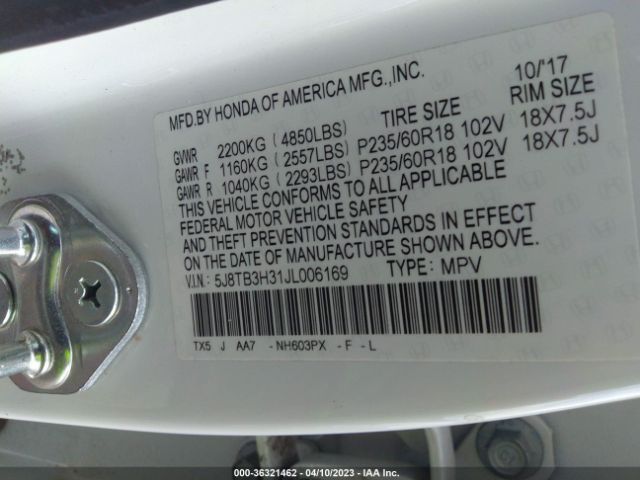 MFD.BY HONDA OF AMERICA MFG.,INC. 10/'17
TIRE SIZE RIM SIZE
GVWR 2200KG (4850LBS)
GAWR F 1160KG (2557LBS) P235/60R18 102V 18X7.5J
GAWR R 1040KG (2293LBS) P235/60R18 102V 18X7.5J
THIS VEHICLE CONFORMS TO ALL APPLICABLE
FEDERAL MOTOR VEHICLE SAFETY
AND THEFT PREVENTION STANDARDS IN EFFECT
ON THE DATE OF MANUFACTURE SHOWN ABOVE.
V.I.N.: 5J8TB3H31JL006169 TYPE: MPV
TX5 J AA7 -NH603PX -F -L
© COPY - 36321462 - 04/10/2023 - IAA Inc.